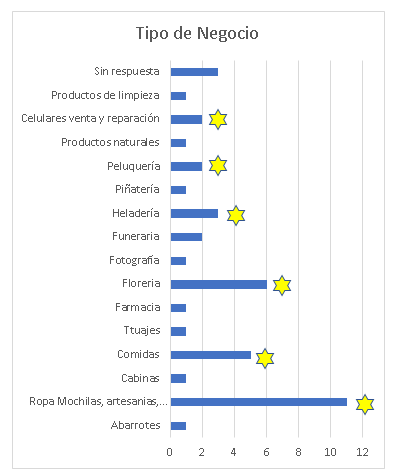 Tipo de Negocio
Sin respuesta
Productos de limpieza
Celulares venta y reparación
Productos naturales
Peluquería
Piñatería
Heladería
Funeraria
Fotografía
Floreria
Farmacia
Ttuajes
Comidas
Cabinas
Ropa Mochilas, artesanias,...
Abarrotes
0 2 4 6 8 10 12